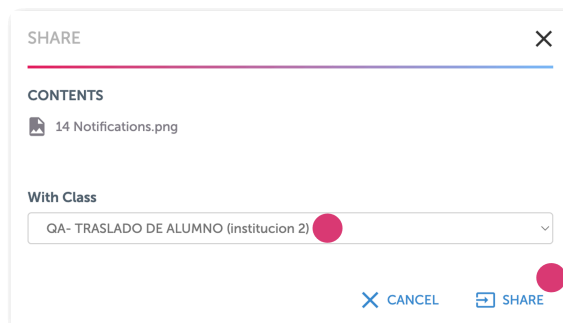 SHARE
CONTENTS
14 Notifications.png
With Class
QA- TRASLADO DE ALUMNO (institucion 2)
CANCEL SHARE